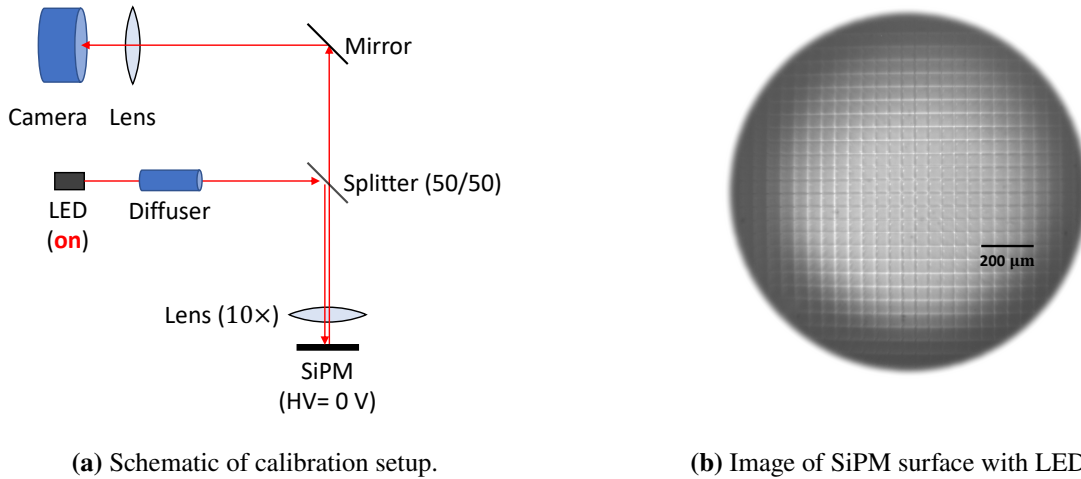 Camera
Lens
Mirror
LED
(on)
Diffuser
Splitter (50/50)
Lens (10×)
SiPM
(HV= 0 V)
200 µm
(a) Schematic of calibration setup.
(b) Image of SiPM surface with LED